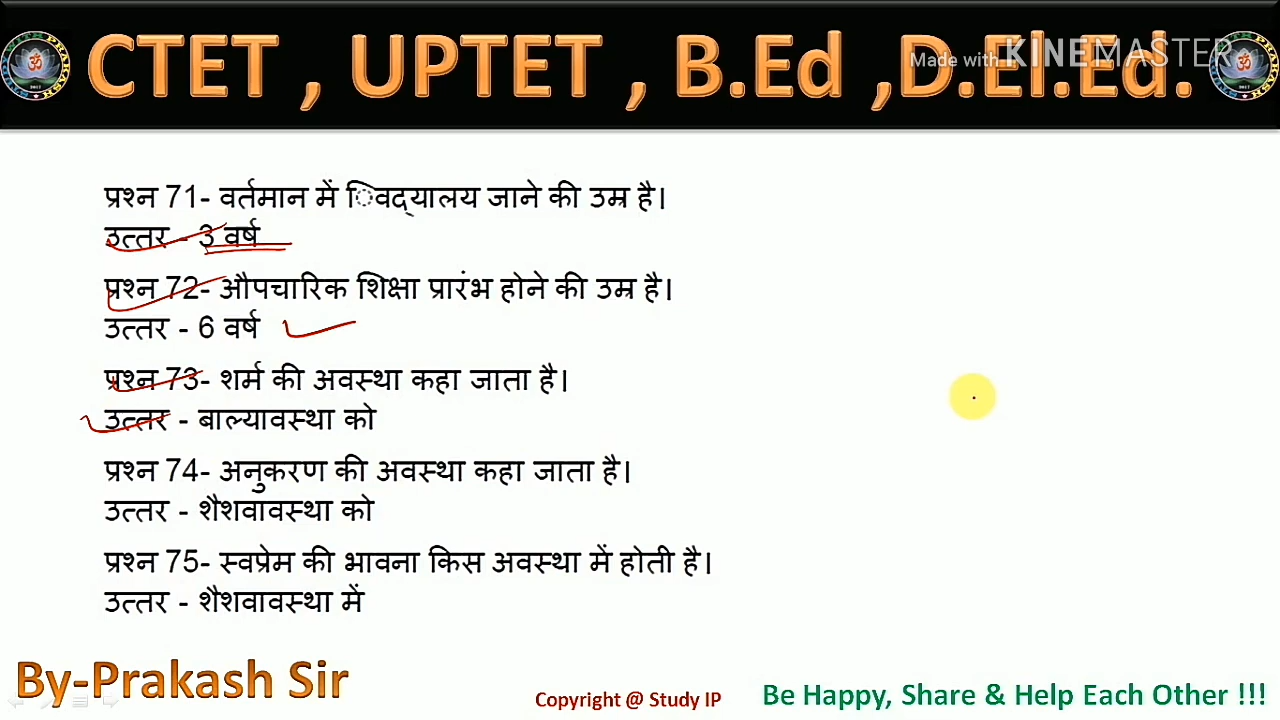 CTET , UPTET , B.Ed ,D.El.Ed.
Made with KINEMASTER
प्रश्न 71- वर्तमान में िवद्यालय जाने की उम्र है।
उत्तर - 3 वर्ष
प्रश्न 72- औपचारिक शिक्षा प्रारंभ होने की उम्र है।
उत्तर - 6 वर्ष
प्रश्न 73- शर्म की अवस्था कहा जाता है।
उत्तर - बाल्यावस्था को
प्रश्न 74- अनुकरण की अवस्था कहा जाता है।
उत्तर - शैशवावस्था को
प्रश्न 75- स्वप्रेम की भावना किस अवस्था में होती है।
उत्तर - शैशवावस्था में
By-Prakash Sir
Copyright @ Study IP
Be Happy, Share & Help Each Other !!!